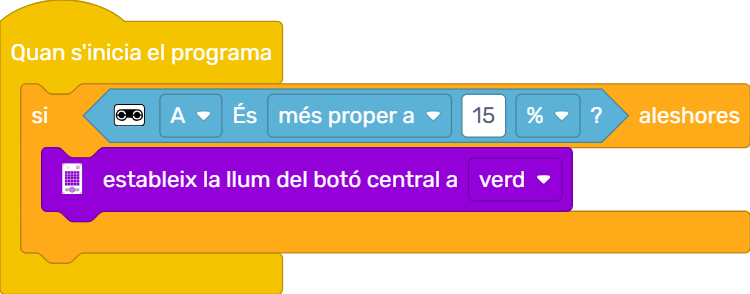 Quan s'inicia el programa
si A És més proper a 15 % ? aleshores
estableix la llum del botó central a verd